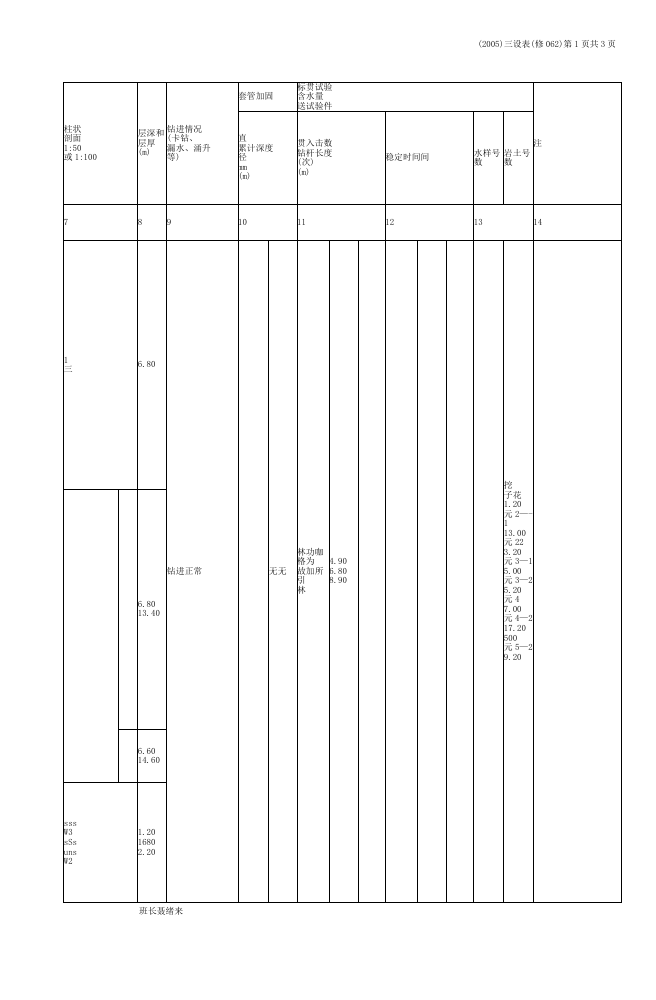 (2005)三设表(修 062)第 1 页共 3 页
柱状
剖面
1:50
或 1:100
层深和
层厚
(m)
钻进情况
(卡钻、
漏水、涌升
等)
套管加固
标贯试验
含水量
送试验件
直
累计深度
径
mm
(m)
贯入击数
钻杆长度
(次)
(m)
稳定时间间
水样号
数
岩土号
数
注
7
8
9
10
11
12
13
14
1
三
6.80
6.80
13.40
6.60
14.60
sss
W3
sSs
uns
W2
1.20
1680
2.20
钻进正常
无无
林功咖
格为
故加所
引
林
4.90
6.80
8.90
挖
子花
1.20
元 2——
1
13.00
元 22
3.20
元 3—1
5.00
元 3—2
5.20
元 4
7.00
元 4—2
17.20
500
元 5—2
9.20
班长聂绪来